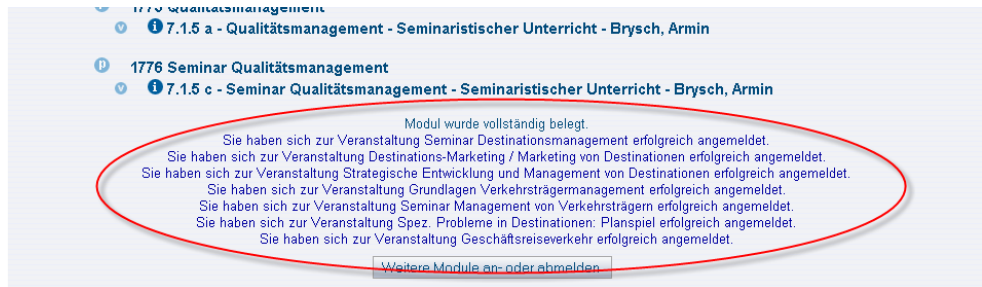 1775 Qualitätsmanagement
v i 7.1.5 a - Qualitätsmanagement - Seminaristischer Unterricht - Brysch, Armin
p 1776 Seminar Qualitätsmanagement
v i 7.1.5 c - Seminar Qualitätsmanagement - Seminaristischer Unterricht - Brysch, Armin
Modul wurde vollständig belegt.
Sie haben sich zur Veranstaltung Seminar Destinationsmanagement erfolgreich angemeldet.
Sie haben sich zur Veranstaltung Destinations-Marketing / Marketing von Destinationen erfolgreich angemeldet.
Sie haben sich zur Veranstaltung Strategische Entwicklung und Management von Destinationen erfolgreich angemeldet.
Sie haben sich zur Veranstaltung Grundlagen Verkehrsträgermanagement erfolgreich angemeldet.
Sie haben sich zur Veranstaltung Seminar Management von Verkehrsträgern erfolgreich angemeldet.
Sie haben sich zur Veranstaltung Spez. Probleme in Destinationen: Planspiel erfolgreich angemeldet.
Sie haben sich zur Veranstaltung Geschäftsreiseverkehr erfolgreich angemeldet.
Weitere Module an- oder abmelden